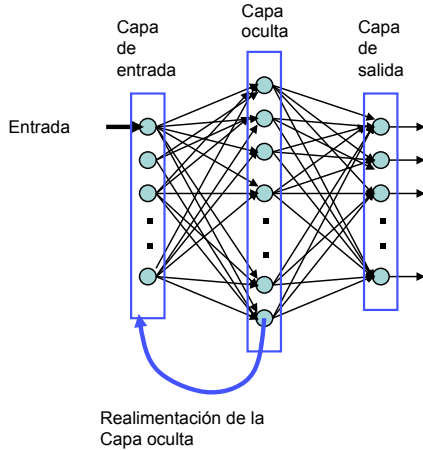 Capa
de
entrada
Capa
oculta
Capa
de
salida
Entrada
Realimentación de la
Capa oculta